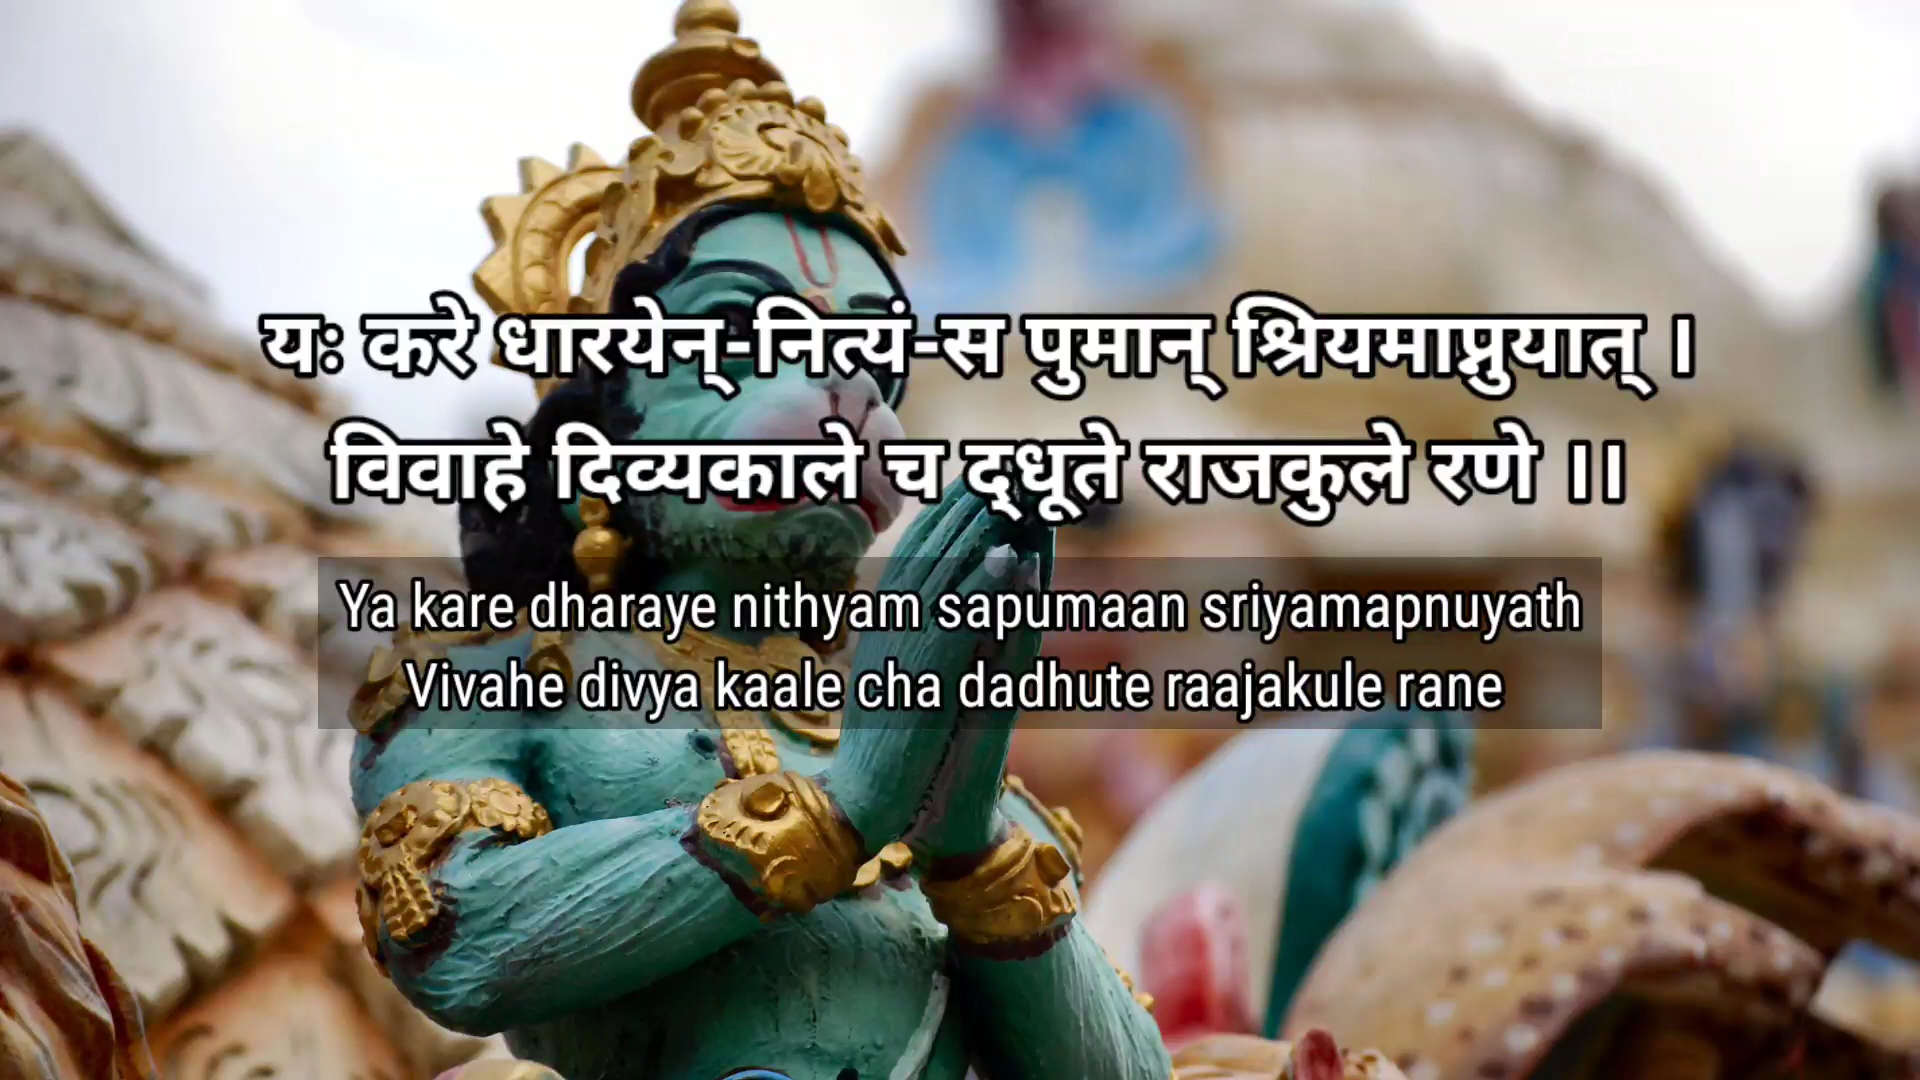 यः करे धारयेन्-नित्यं-स पुमान् श्रियमाप्नुयात् ।
विवाहे दिव्यकाले च द्धूते राजकुले रणे ।।
Ya kare dharaye nithyam sapumaan sriyamapnuyath
Vivahe divya kaale cha dadhute raajakule rane